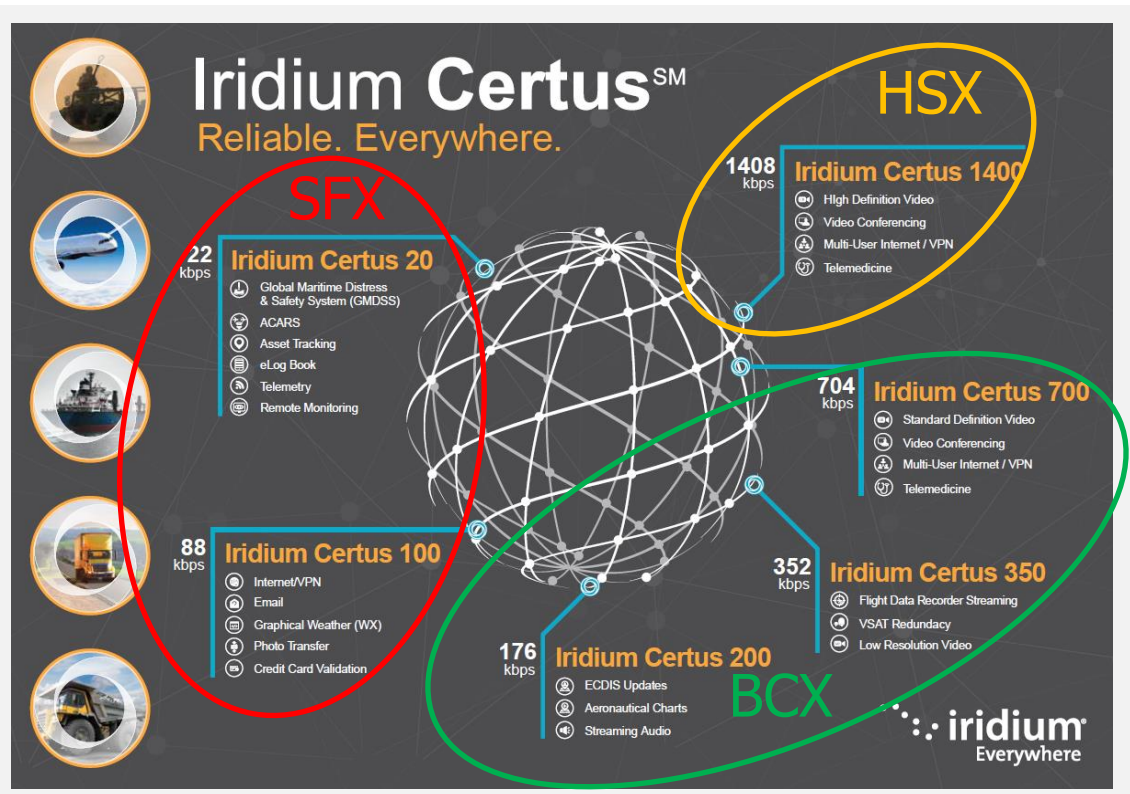 Iridium Certus℠
Reliable. Everywhere.
HSX
SFX
BCX
22
kbps
Iridium Certus 20
Global Maritime Distress
& Safety System (GMDSS)
ACARS
Asset Tracking
eLog Book
Telemetry
Remote Monitoring
88
kbps
Iridium Certus 100
Internet/VPN
Email
Graphical Weather (WX)
Photo Transfer
Credit Card Validation
176
kbps
Iridium Certus 200
ECDIS Updates
Aeronautical Charts
Streaming Audio
352
kbps
Iridium Certus 350
Flight Data Recorder Streaming
VSAT Redundacy
Low Resolution Video
704
kbps
Iridium Certus 700
Standard Definition Video
Video Conferencing
Multi-User Internet / VPN
Telemedicine
1408
kbps
Iridium Certus 1400
HIgh Definition Video
Video Conferencing
Multi-User Internet / VPN
Telemedicine
iridium
Everywhere